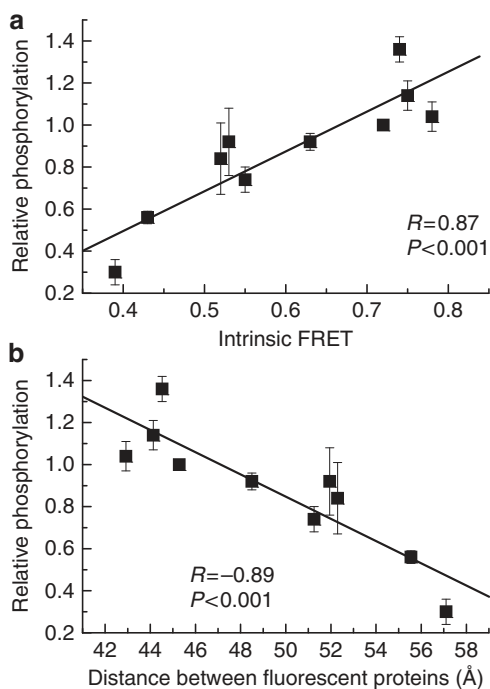 a
Relative phosphorylation
1.4
1.2
1.0
0.8
0.6
0.4
0.2
R=0.87
P<0.001
0.4 0.5 0.6 0.7 0.8
Intrinsic FRET
b
Relative phosphorylation
1.4
1.2
1.0
0.8
0.6
0.4
0.2
R=−0.89
P<0.001
42 44 46 48 50 52 54 56 58
Distance between fluorescent proteins (Å)